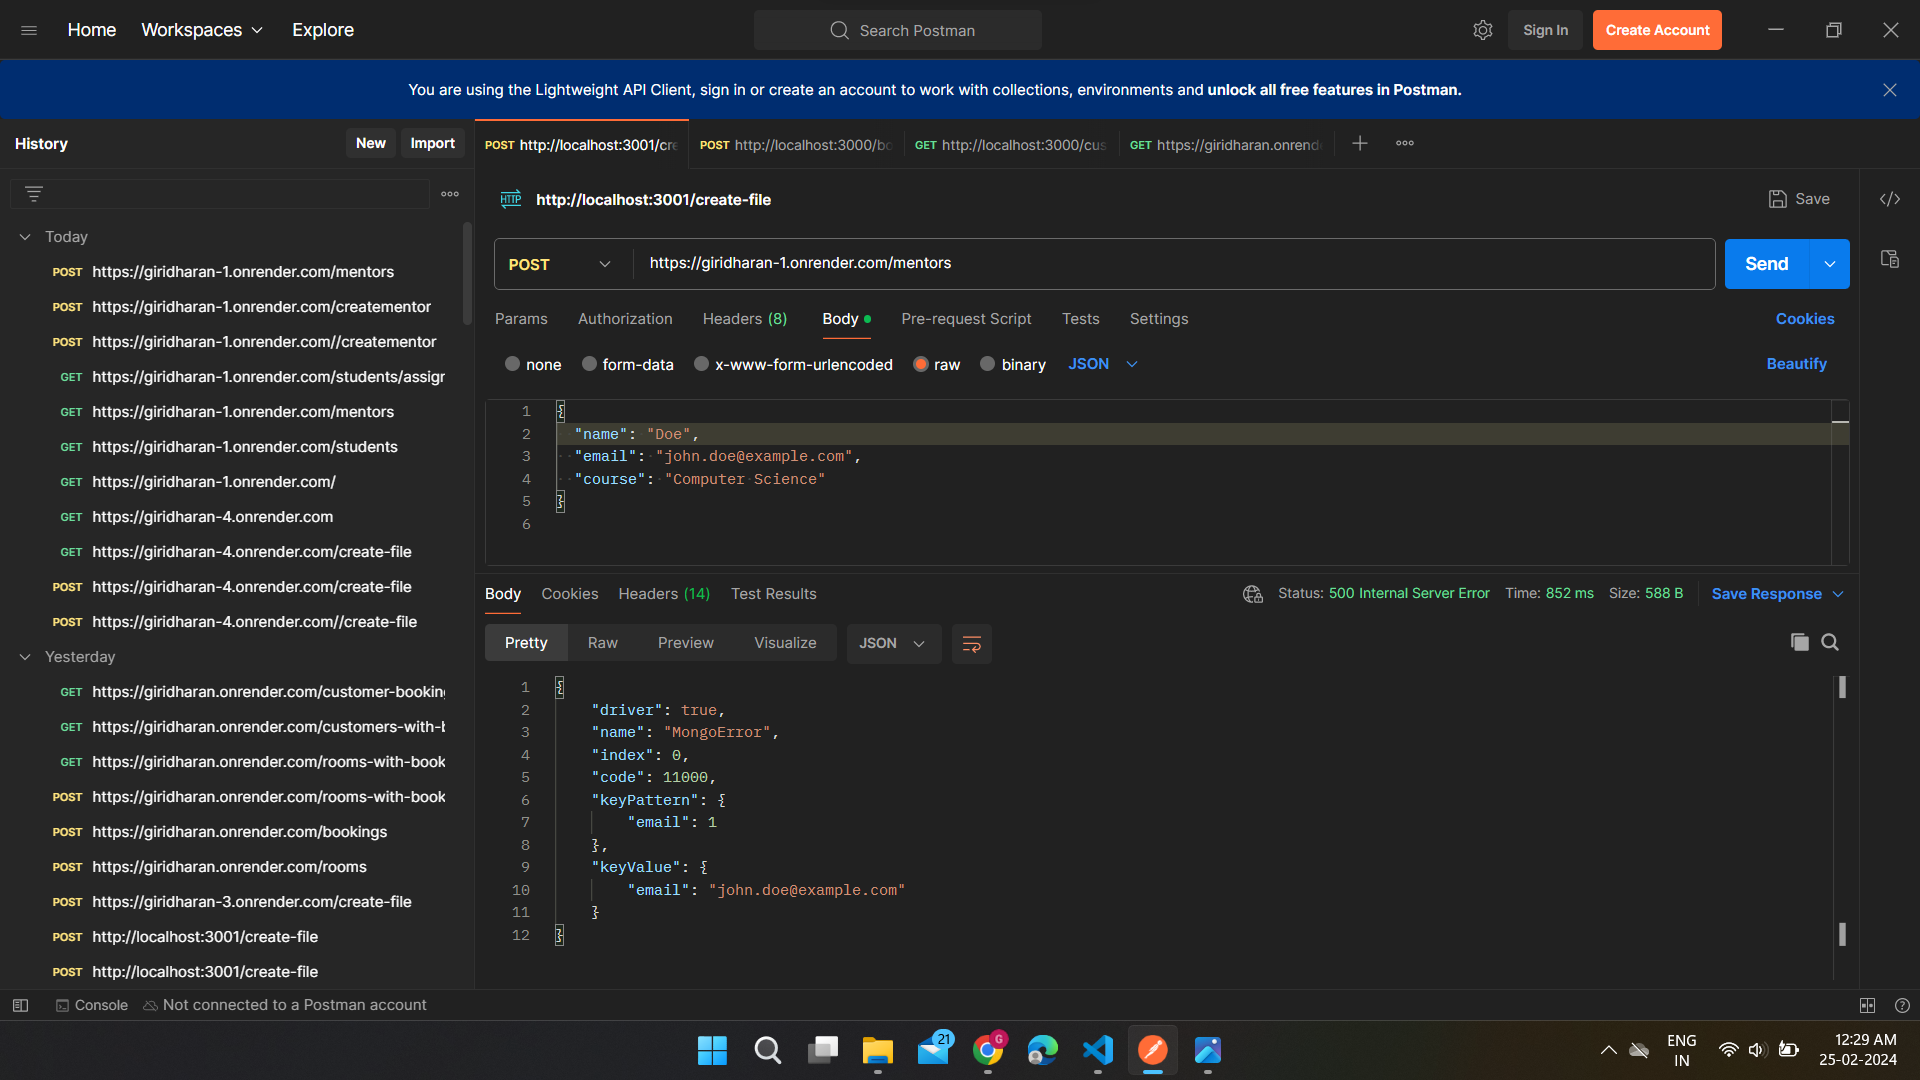 Home
Workspaces
Explore
Search Postman
Sign In
Create Account
You are using the Lightweight API Client, sign in or create an account to work with collections, environments and unlock all free features in Postman.
History
New
Import
POST http://localhost:3001/cre
POST http://localhost:3000/bo
GET http://localhost:3000/cus
GET https://giridharan.onrende
HTTP
http://localhost:3001/create-file
Save
Today
POST https://giridharan-1.onrender.com/mentors
POST https://giridharan-1.onrender.com/creatementor
POST https://giridharan-1.onrender.com//creatementor
GET https://giridharan-1.onrender.com/students/assigr
GET https://giridharan-1.onrender.com/mentors
GET https://giridharan-1.onrender.com/students
GET https://giridharan-1.onrender.com/
GET https://giridharan-4.onrender.com
GET https://giridharan-4.onrender.com/create-file
POST https://giridharan-4.onrender.com/create-file
POST https://giridharan-4.onrender.com//create-file
Yesterday
GET https://giridharan.onrender.com/customer-booking
GET https://giridharan.onrender.com/customers-with-b
GET https://giridharan.onrender.com/rooms-with-book
POST https://giridharan.onrender.com/rooms-with-book
POST https://giridharan.onrender.com/bookings
POST https://giridharan.onrender.com/rooms
POST https://giridharan-3.onrender.com/create-file
POST http://localhost:3001/create-file
POST http://localhost:3001/create-file
POST
https://giridharan-1.onrender.com/mentors
Send
Params
Authorization
Headers (8)
Body
Pre-request Script
Tests
Settings
Cookies
none
form-data
x-www-form-urlencoded
raw
binary
JSON
Beautify
1 {
2 "name": "Doe",
3 "email": "john.doe@example.com",
4 "course": "Computer Science"
5 }
6
Body
Cookies
Headers (14)
Test Results
Status: 500 Internal Server Error
Time: 852 ms
Size: 588 B
Save Response
Pretty
Raw
Preview
Visualize
JSON
1 {
2 "driver": true,
3 "name": "MongoError",
4 "index": 0,
5 "code": 11000,
6 "keyPattern": {
7 "email": 1
8 },
9 "keyValue": {
10 "email": "john.doe@example.com"
11 }
12 }
Console
Not connected to a Postman account
21
G
ENG
IN
12:29 AM
25-02-2024